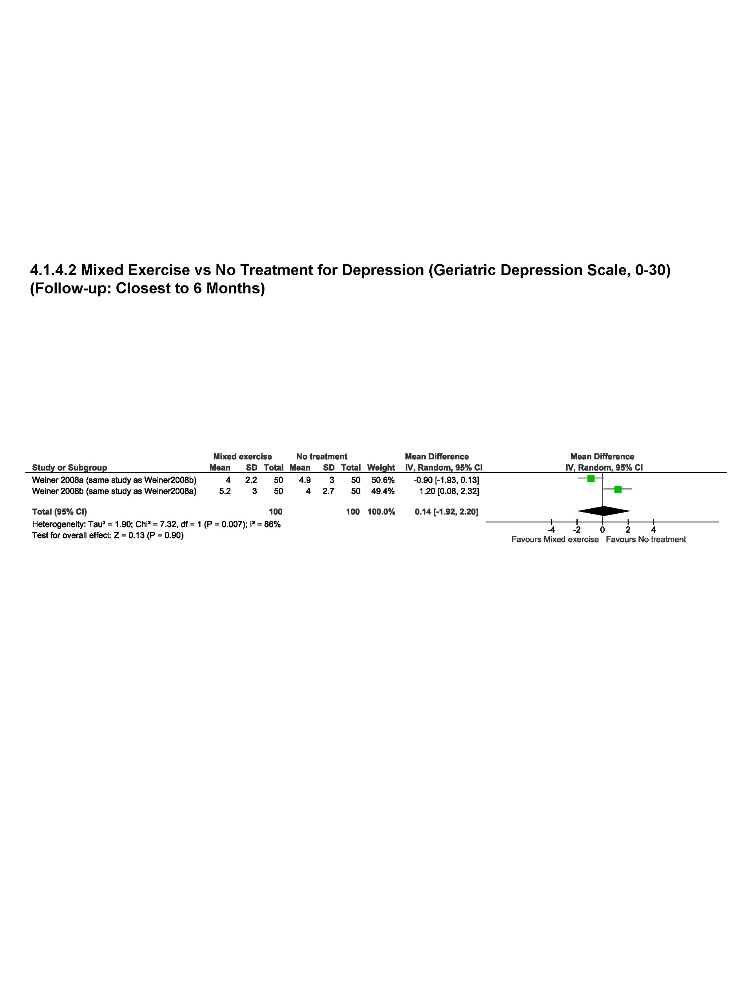 4.1.4.2 Mixed Exercise vs No Treatment for Depression (Geriatric Depression Scale, 0-30)
(Follow-up: Closest to 6 Months)
Mixed exercise No treatment Mean Difference Mean Difference
Study or Subgroup Mean SD Total Mean SD Total Weight IV, Random, 95% CI IV, Random, 95% CI
Weiner 2008a (same study as Weiner2008b) 4 2.2 50 4.9 3 50 50.6% -0.90 [-1.93, 0.13]
Weiner 2008b (same study as Weiner2008a) 5.2 3 50 4 2.7 50 49.4% 1.20 [0.08, 2.32]
Total (95% CI) 100 100 100.0% 0.14 [-1.92, 2.20]
Heterogeneity: Tau² = 1.90; Chi² = 7.32, df = 1 (P = 0.007); I² = 86%
Test for overall effect: Z = 0.13 (P = 0.90)
-4 -2 0 2 4
Favours Mixed exercise Favours No treatment